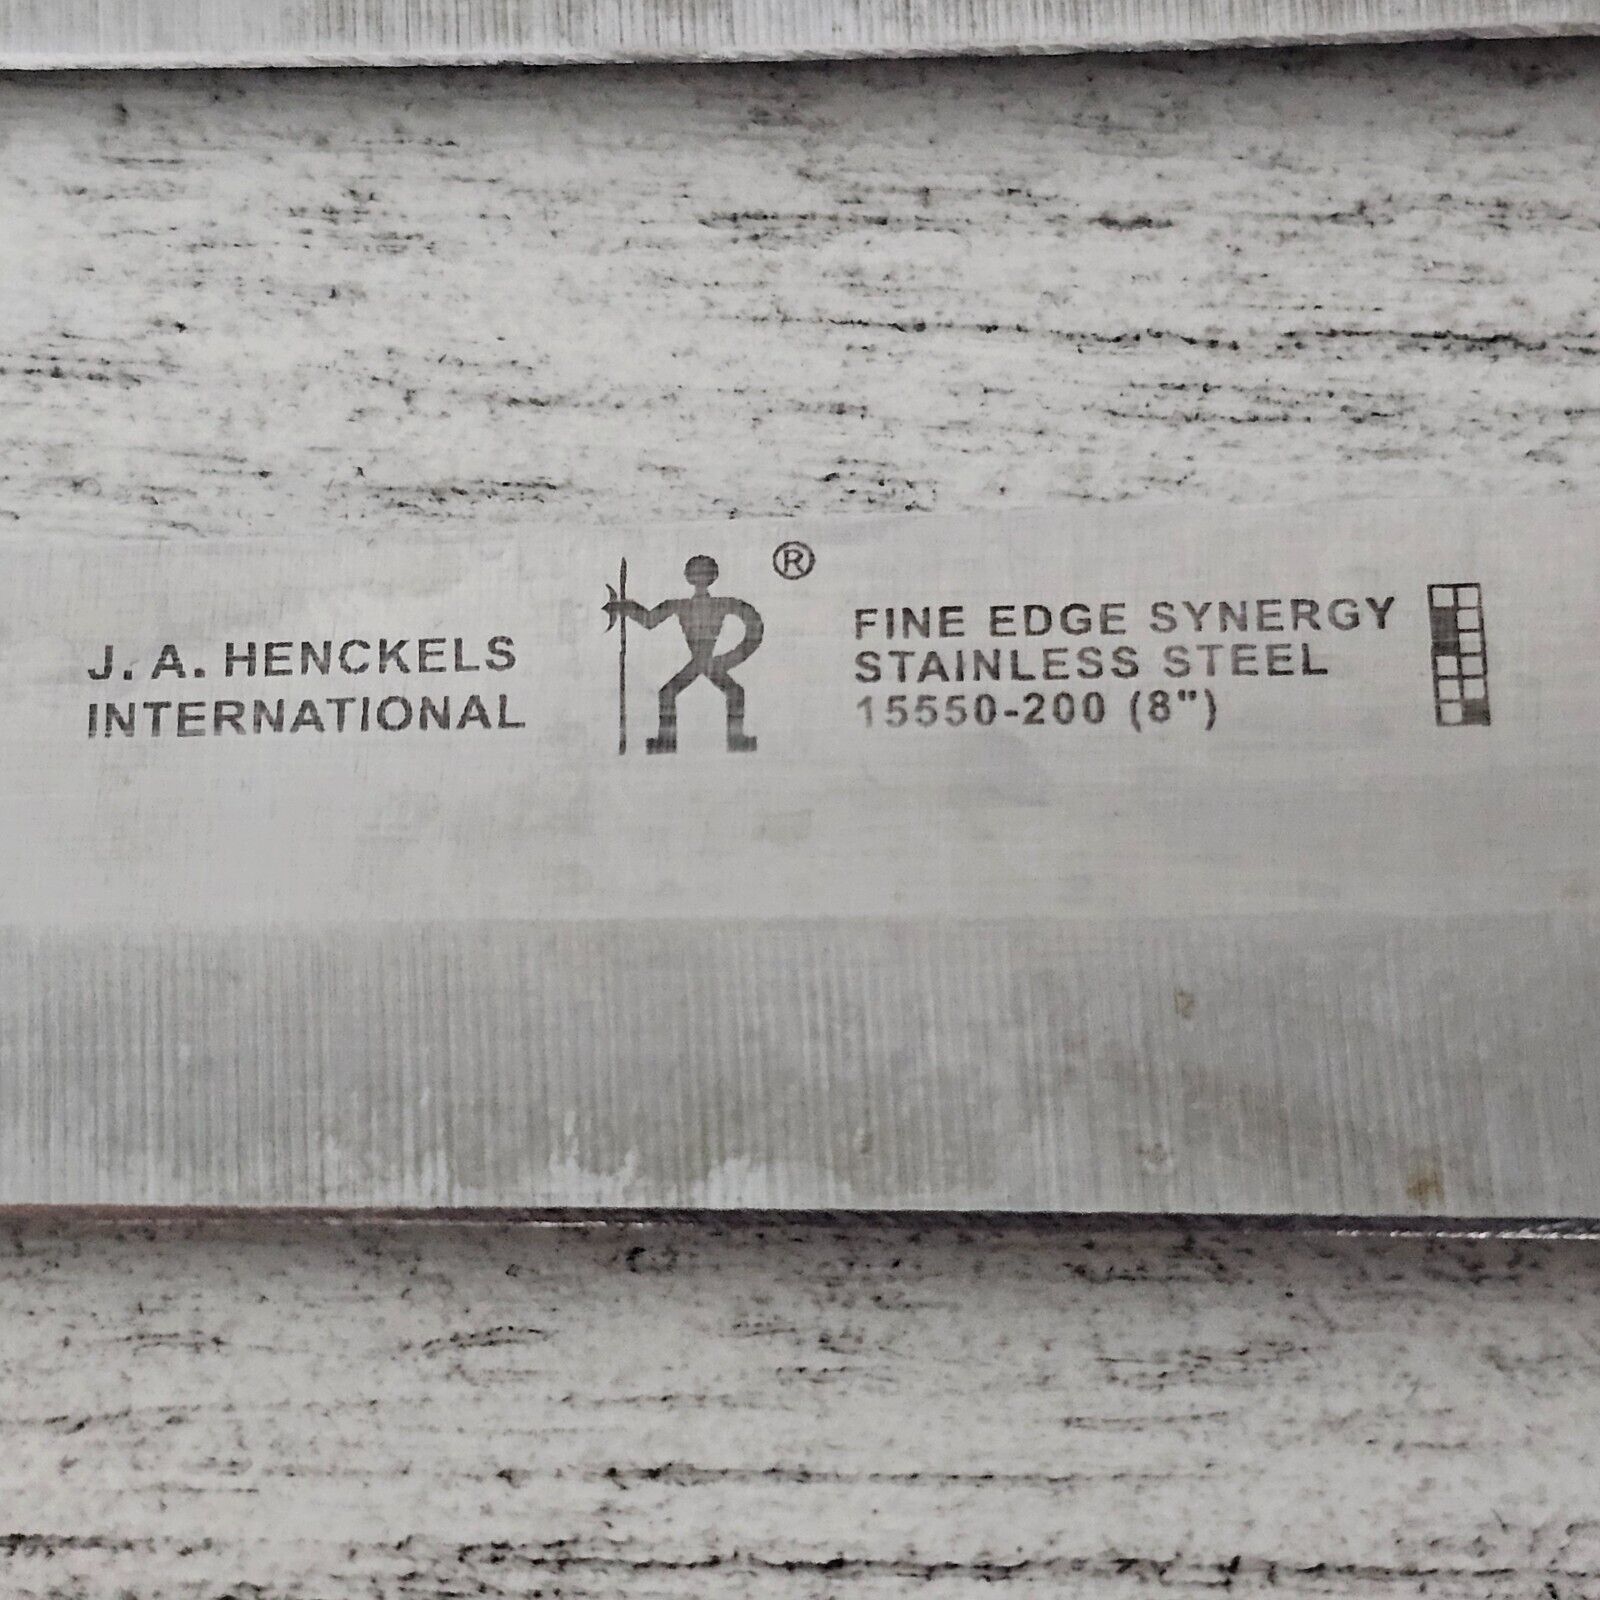 J. A. HENCKELS
INTERNATIONAL
®
FINE EDGE SYNERGY
STAINLESS STEEL
15550-200 (8")